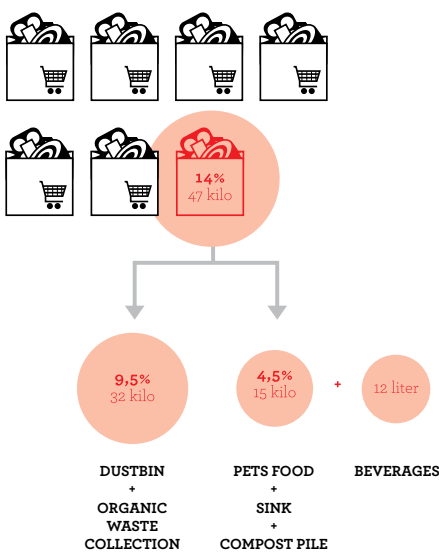 14%
47 kilo
9,5%
32 kilo
4,5%
15 kilo
+
12 liter
DUSTBIN
+
ORGANIC
WASTE
COLLECTION
PETS FOOD
+
SINK
+
COMPOST PILE
BEVERAGES